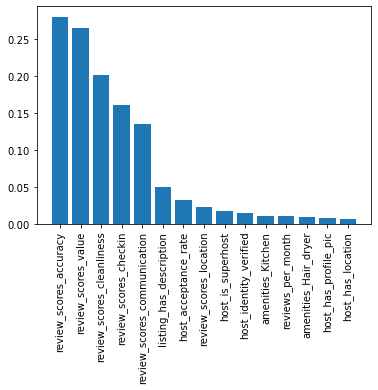 0.25
0.20
0.15
0.10
0.05
0.00
review_scores_accuracy
review_scores_value
review_scores_cleanliness
review_scores_checkin
review_scores_communication
listing_has_description
host_acceptance_rate
review_scores_location
host_is_superhost
host_identity_verified
amenities_Kitchen
reviews_per_month
amenities_Hair_dryer
host_has_profile_pic
host_has_location